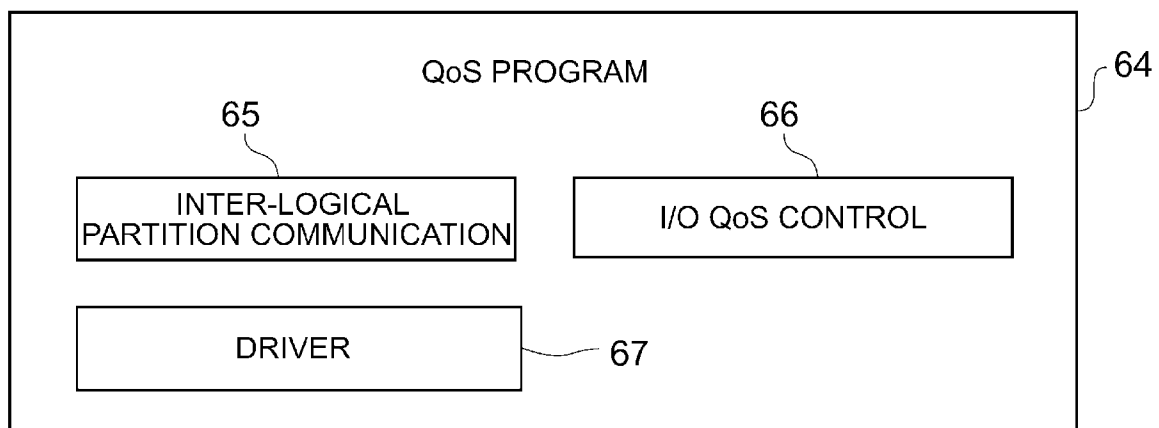 QoS PROGRAM
64
65
66
INTER-LOGICAL
PARTITION COMMUNICATION
I/O QoS CONTROL
DRIVER
67